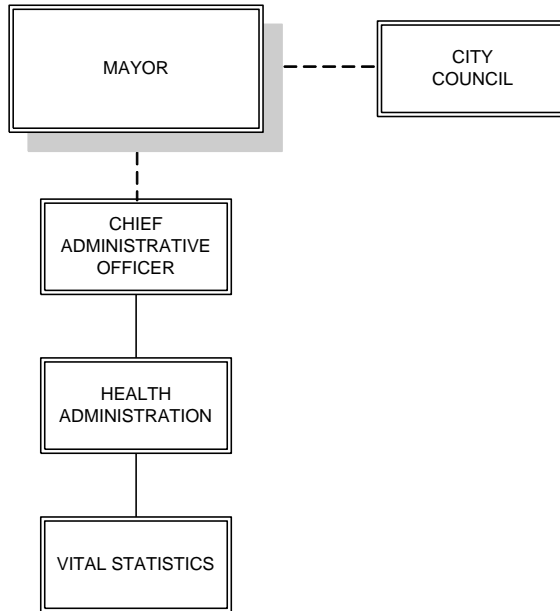 MAYOR
CITY
COUNCIL
CHIEF
ADMINISTRATIVE
OFFICER
HEALTH
ADMINISTRATION
VITAL STATISTICS